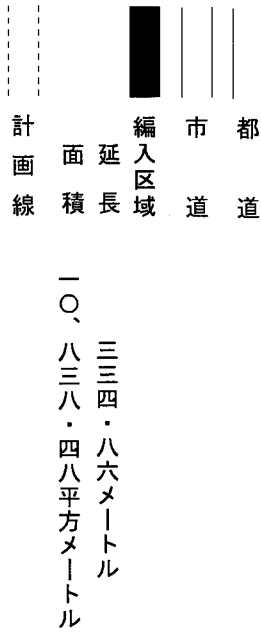 都道
市道
編入区域
延長 三三四・八六メートル
面積 一〇、八三八・四八平方メートル
計画線